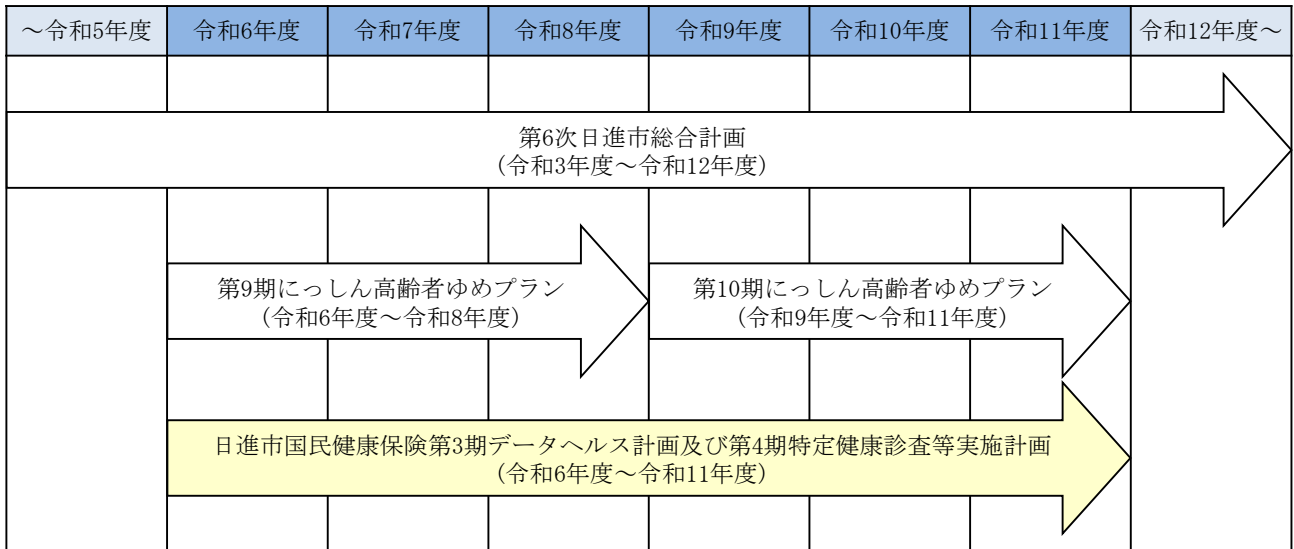 ～令和5年度
令和6年度
令和7年度
令和8年度
令和9年度
令和10年度
令和11年度
令和12年度～
第6次日進市総合計画
（令和3年度～令和12年度）
第9期にっしん高齢者ゆめプラン
（令和6年度～令和8年度）
第10期にっしん高齢者ゆめプラン
（令和9年度～令和11年度）
日進市国民健康保険第3期データヘルス計画及び第4期特定健康診査等実施計画
（令和6年度～令和11年度）